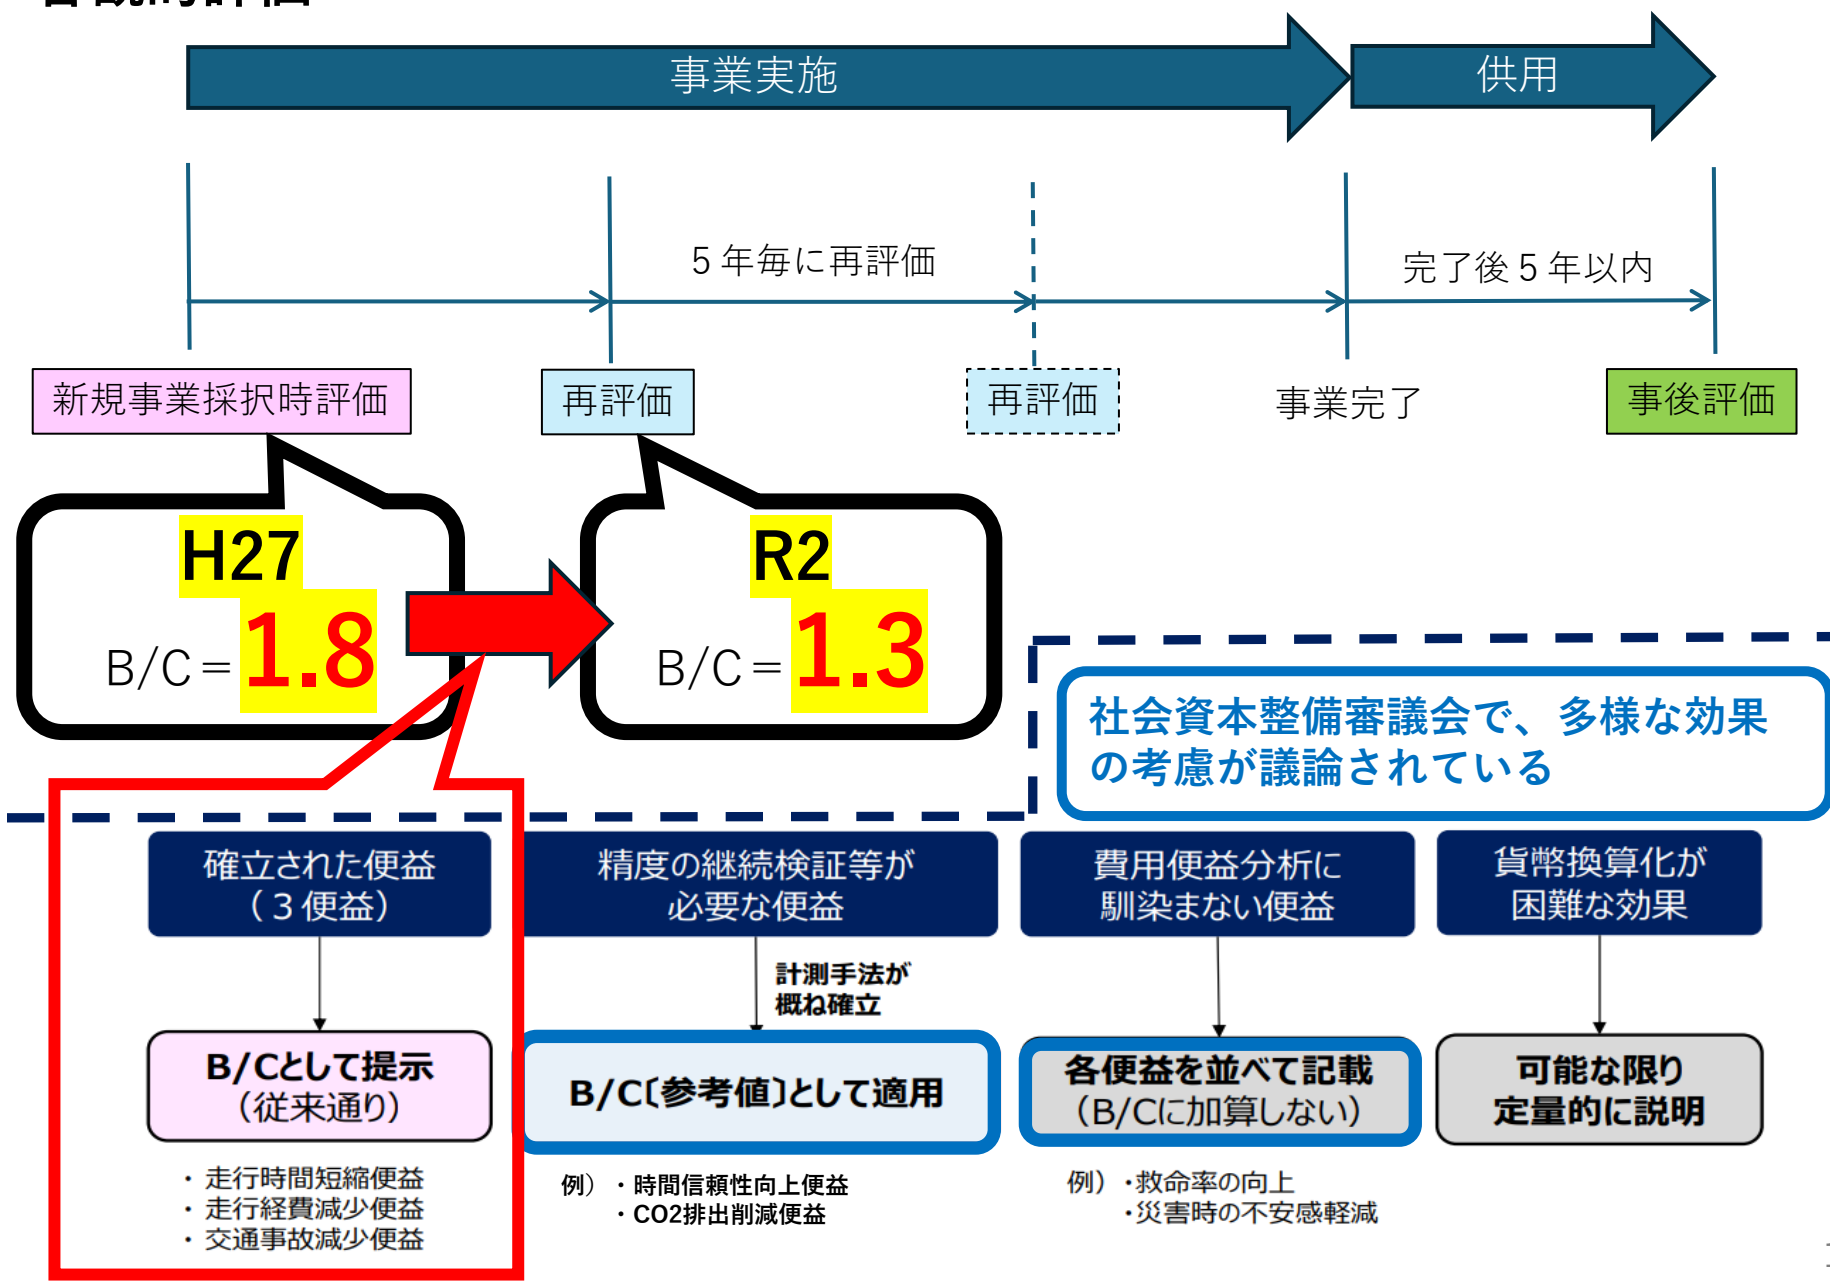 事業実施
供用
5年毎に再評価
完了後5年以内
新規事業採択時評価
再評価
再評価
事業完了
事後評価
H27
B/C=1.8
R2
B/C=1.3
社会資本整備審議会で、多様な効果
の考慮が議論されている
確立された便益
(3便益)
精度の継続検証等が
必要な便益
費用便益分析に
馴染まない便益
貨幣換算化が
困難な効果
計測手法が
概ね確立
B/Cとして提示
(従来通り)
B/C〔参考値〕として適用
各便益を並べて記載
(B/Cに加算しない)
可能な限り
定量的に説明
・走行時間短縮便益
・走行経費減少便益
・交通事故減少便益
例)・時間信頼性向上便益
・CO2排出削減便益
例)・救命率の向上
・災害時の不安感軽減